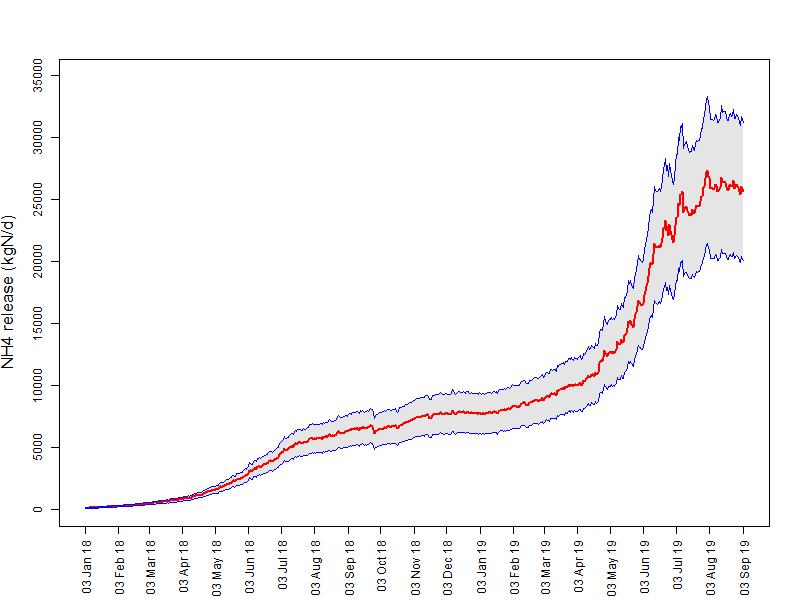 NH4 release (kgN/d)
35000
30000
25000
20000
15000
10000
5000
0
03 Jan 18
03 Feb 18
03 Mar 18
03 Apr 18
03 May 18
03 Jun 18
03 Jul 18
03 Aug 18
03 Sep 18
03 Oct 18
03 Nov 18
03 Dec 18
03 Jan 19
03 Feb 19
03 Mar 19
03 Apr 19
03 May 19
03 Jun 19
03 Jul 19
03 Aug 19
03 Sep 19